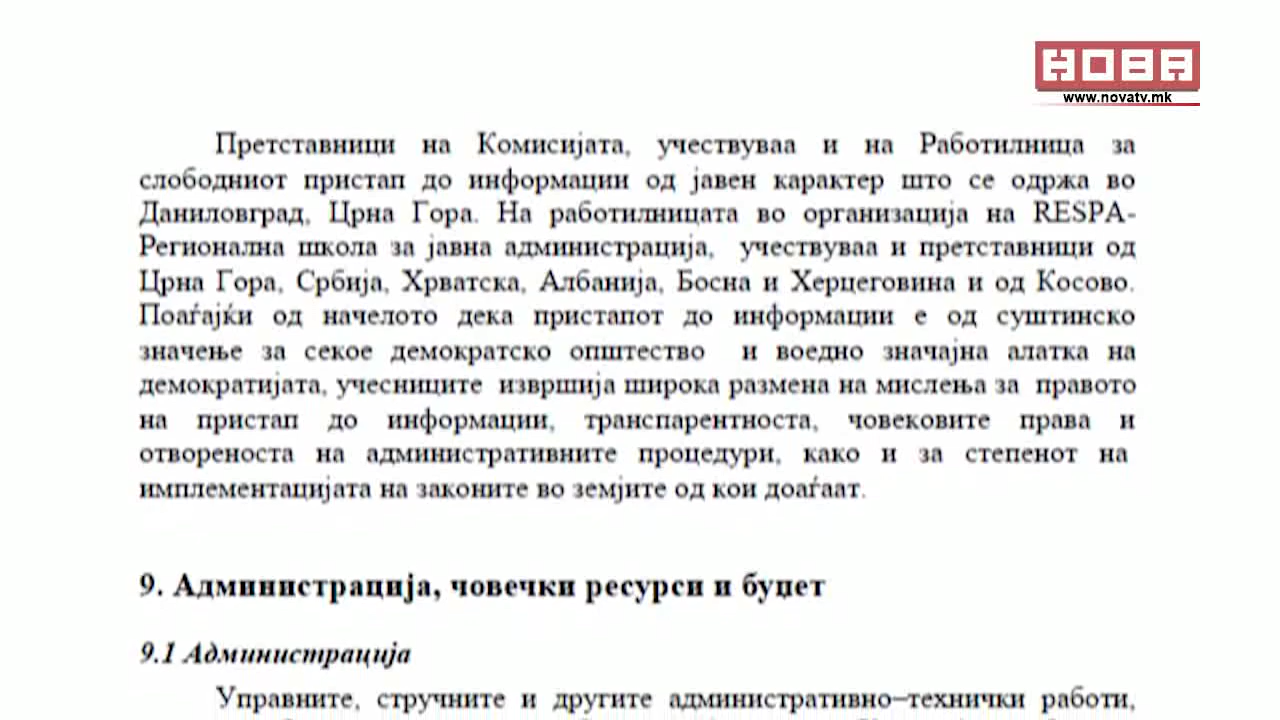 НОВА
www.novatv.mk
Претставници на Комисијата, учествуваа и на Работилница за
слободниот пристап до информации од јавен карактер што се одржа во
Даниловград, Црна Гора. На работилницата во организација на RESPA-
Регионална школа за јавна администрација, учествуваа и претставници од
Црна Гора, Србија, Хрватска, Албанија, Босна и Херцеговина и од Косово.
Поаѓајќи од начелото дека пристапот до информации е од суштинско
значење за секое демократско општество и воедно значајна алатка на
демократијата, учесниците извршија широка размена на мислења за правото
на пристап до информации, транспарентноста, човековите права и
отвореноста на административните процедури, како и за степенот на
имплементацијата на законите во земјите од кои доаѓаат.
9. Администрација, човечки ресурси и буџет
9.1 Администрација
Управните, стручните и другите административно–технички работи,